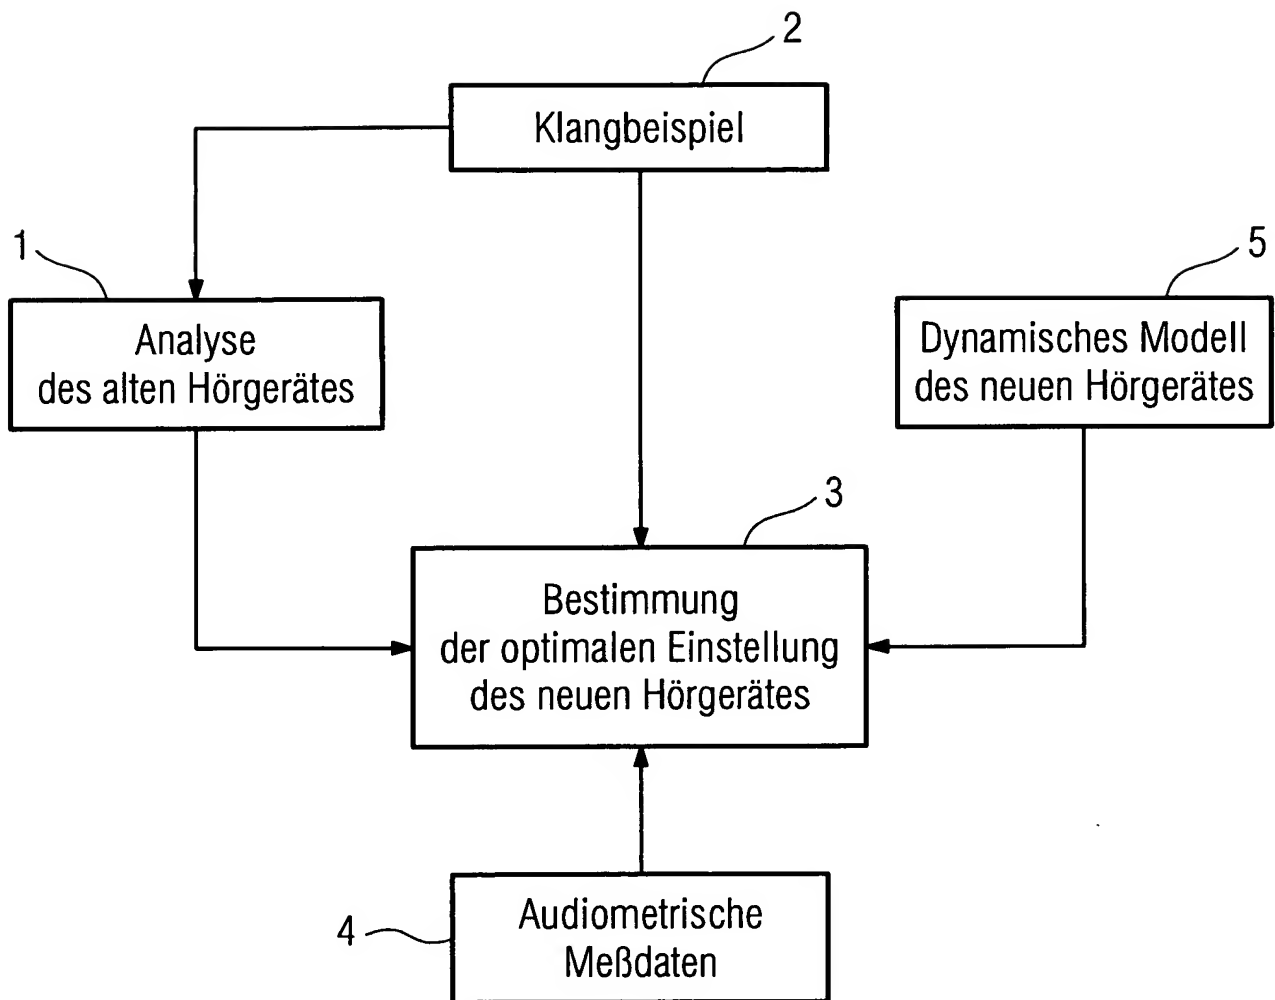 2
Klangbeispiel
1
Analyse
des alten Hörgerätes
5
Dynamisches Modell
des neuen Hörgerätes
3
Bestimmung
der optimalen Einstellung
des neuen Hörgerätes
4
Audiometrische
Meßdaten